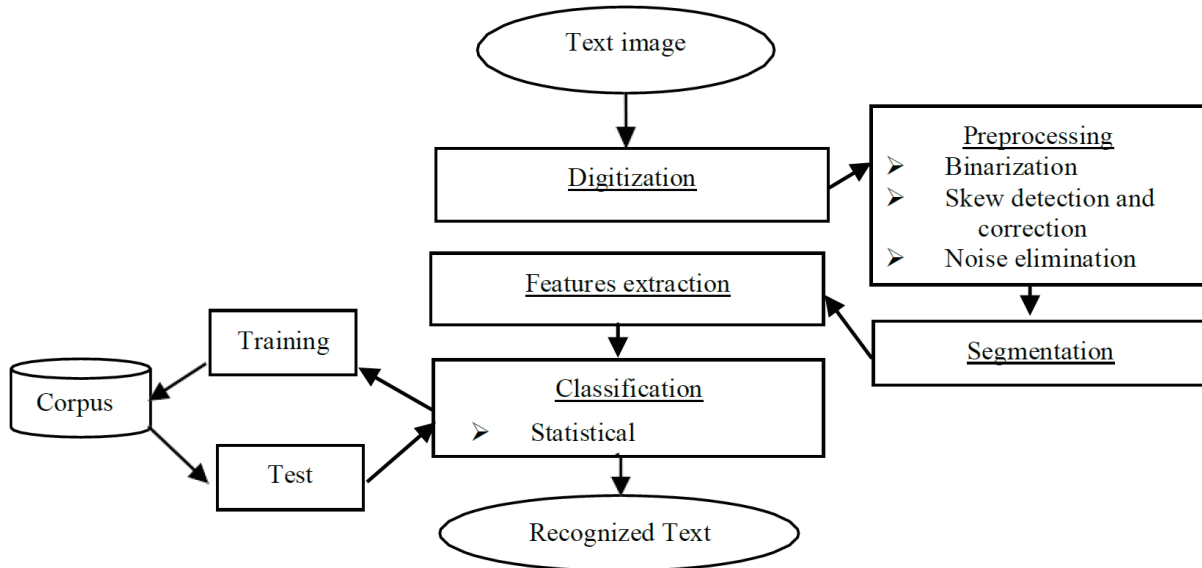 Text image
Digitization
Preprocessing
➢ Binarization
➢ Skew detection and
correction
➢ Noise elimination
Segmentation
Features extraction
Classification
➢ Statistical
Training
Corpus
Test
Recognized Text